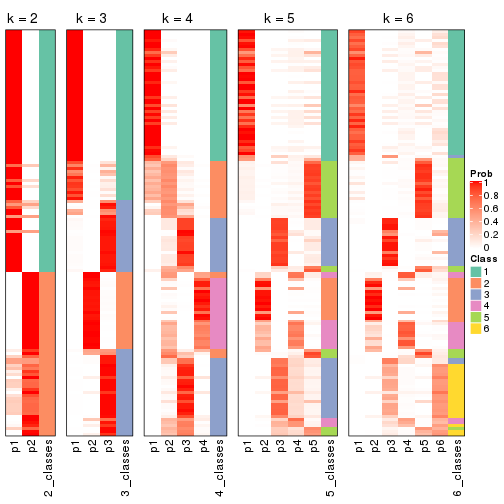 k = 2
k = 3
k = 4
k = 5
k = 6
p1
p2
2_classes
p1
p2
p3
3_classes
p1
p2
p3
p4
4_classes
p1
p2
p3
p4
p5
5_classes
p1
p2
p3
p4
p5
p6
6_classes
Prob
1
0.8
0.6
0.4
0.2
0
Class
1
2
3
4
5
6